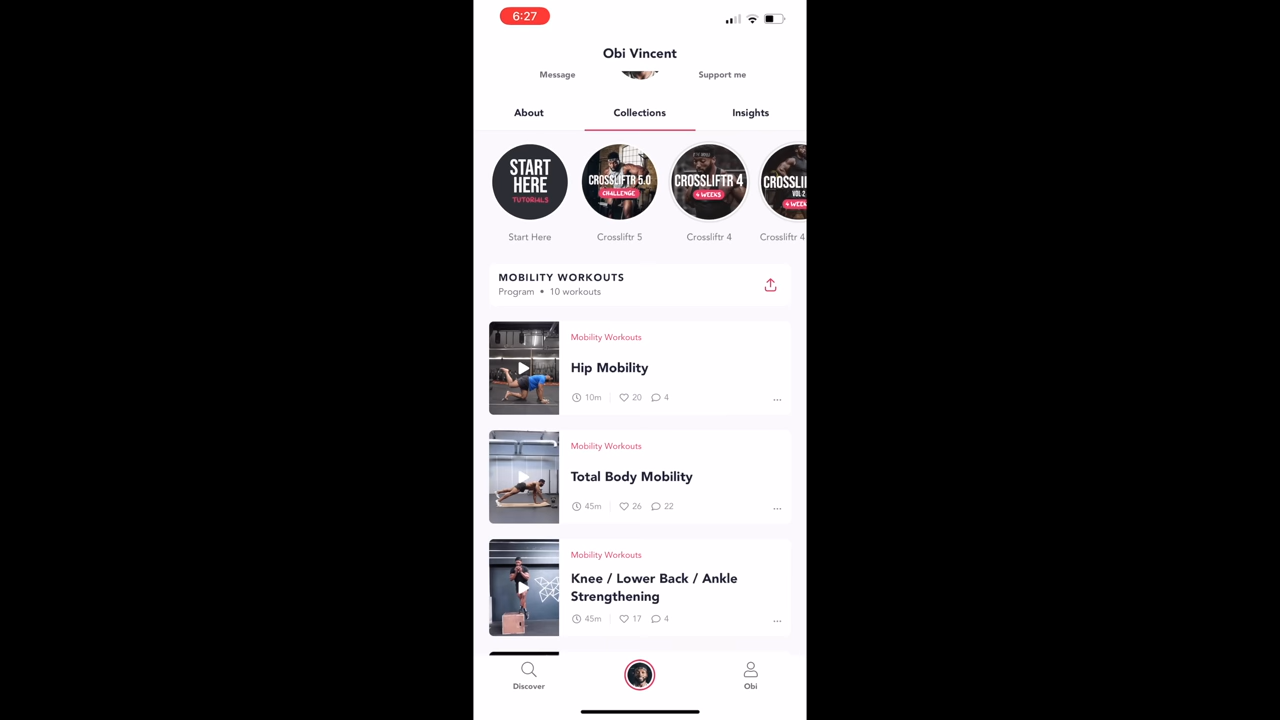 6:27
Obi Vincent
Message
Support me
About
Collections
Insights
START
HERE
TUTORIALS
CROSSLIFTR 5.0
CHALLENGE
CROSSLIFTR 4
4 WEEKS
VOL 2
Start Here
Crossliftr 5
Crossliftr 4
Crossliftr 4
MOBILITY WORKOUTS
Program • 10 workouts
Mobility Workouts
Hip Mobility
10m 20 4
...
Mobility Workouts
Total Body Mobility
45m 26 22
...
Mobility Workouts
Knee / Lower Back / Ankle
Strengthening
45m 17 4
...
Discover
Obi